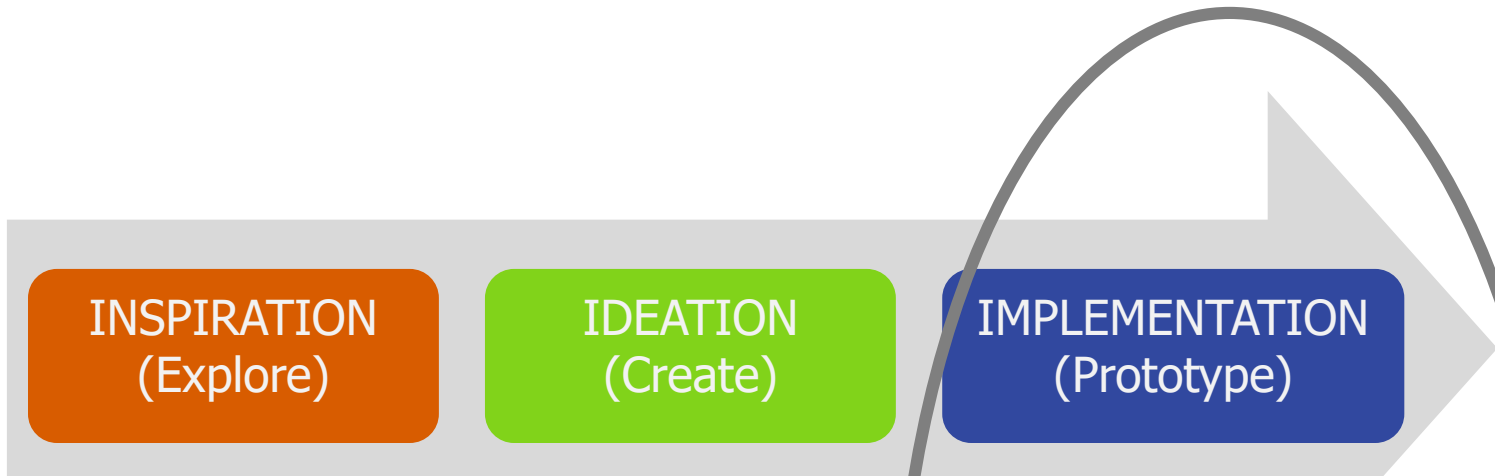 INSPIRATION
(Explore)
IDEATION
(Create)
IMPLEMENTATION
(Prototype)